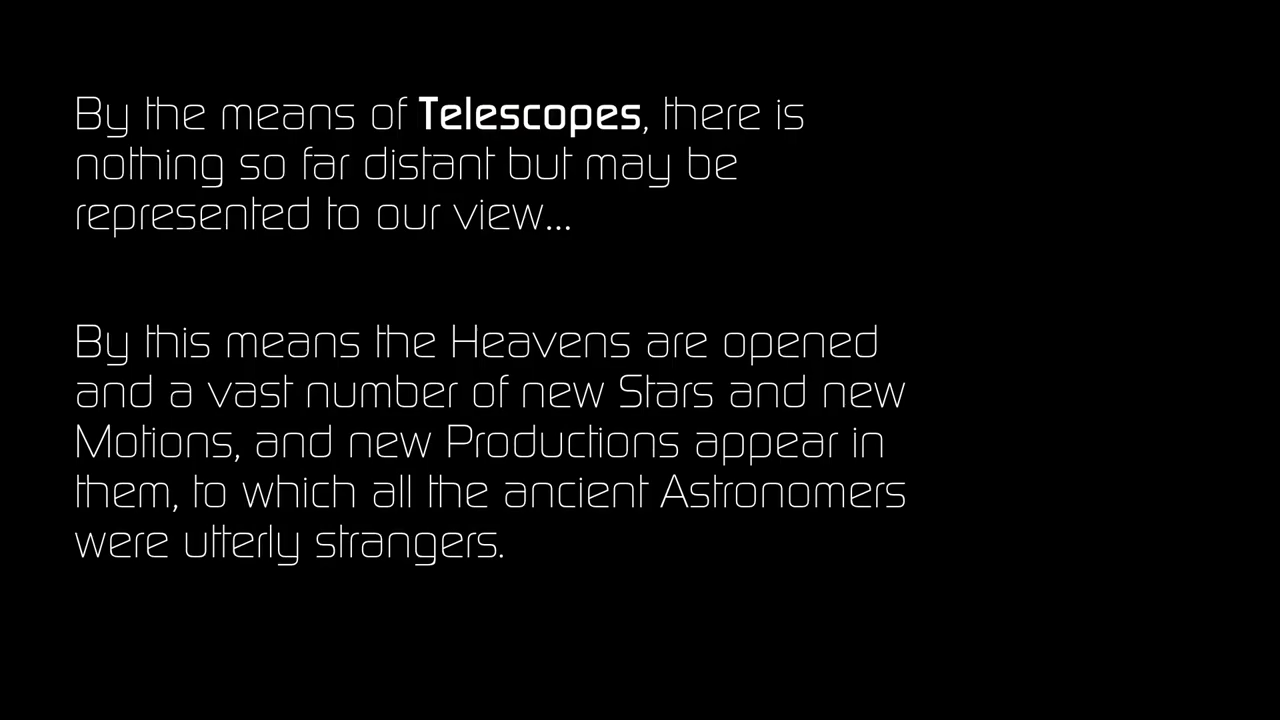 By the means of Telescopes, there is
nothing so far distant but may be
represented to our view...
By this means the Heavens are opened
and a vast number of new Stars and new
Motions, and new Productions appear in
them, to which all the ancient Astronomers
were utterly strangers.